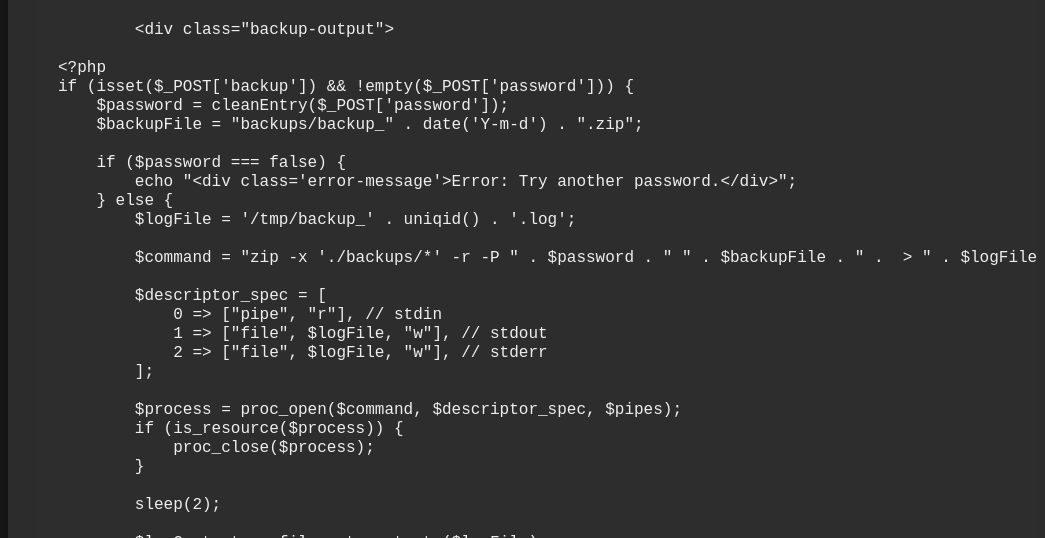 <div class="backup-output">
<?php
if (isset($_POST['backup']) && !empty($_POST['password'])) {
    $password = cleanEntry($_POST['password']);
    $backupFile = "backups/backup_" . date('Y-m-d') . ".zip";
    if ($password === false) {
        echo "<div class='error-message'>Error: Try another password.</div>";
    } else {
        $logFile = '/tmp/backup_' . uniqid() . '.log';
        $command = "zip -x './backups/*' -r -P " . $password . " " . $backupFile . " .  > " . $logFile
        $descriptor_spec = [
            0 => ["pipe", "r"], // stdin
            1 => ["file", $logFile, "w"], // stdout
            2 => ["file", $logFile, "w"], // stderr
        ];
        $process = proc_open($command, $descriptor_spec, $pipes);
        if (is_resource($process)) {
            proc_close($process);
        }
        sleep(2);